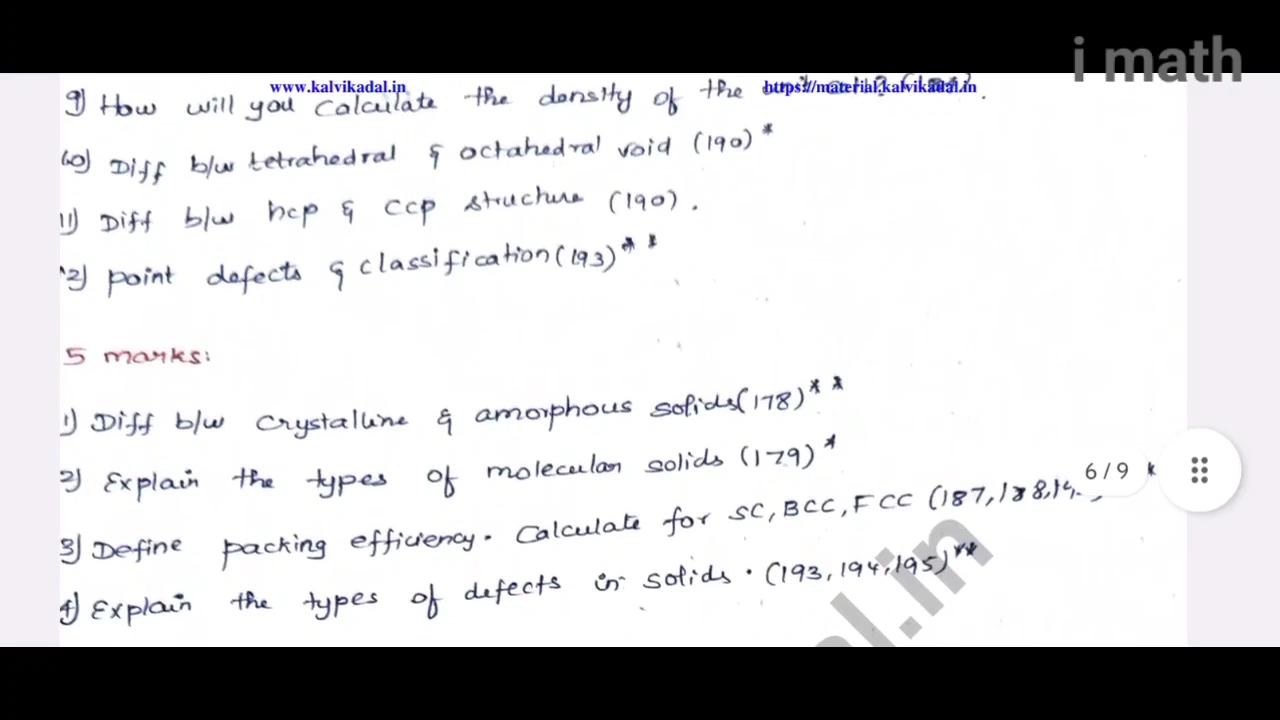 i math
www.kalvikadal.in
https://material.kalvikadal.in
9) How will you calculate the density of the
10) Diff b/w tetrahedral & octahedral void (190)*
11) Diff b/w hcp & ccp structure (190).
12) point defects & classification (193)**
5 marks:
1) Diff b/w crystalline & amorphous solids (178)**
2) Explain the types of molecular solids (179)*
3) Define packing efficiency. Calculate for SC, BCC, FCC (187,188,
6/9
4) Explain the types of defects in solids. (193,194,195)**
al.in